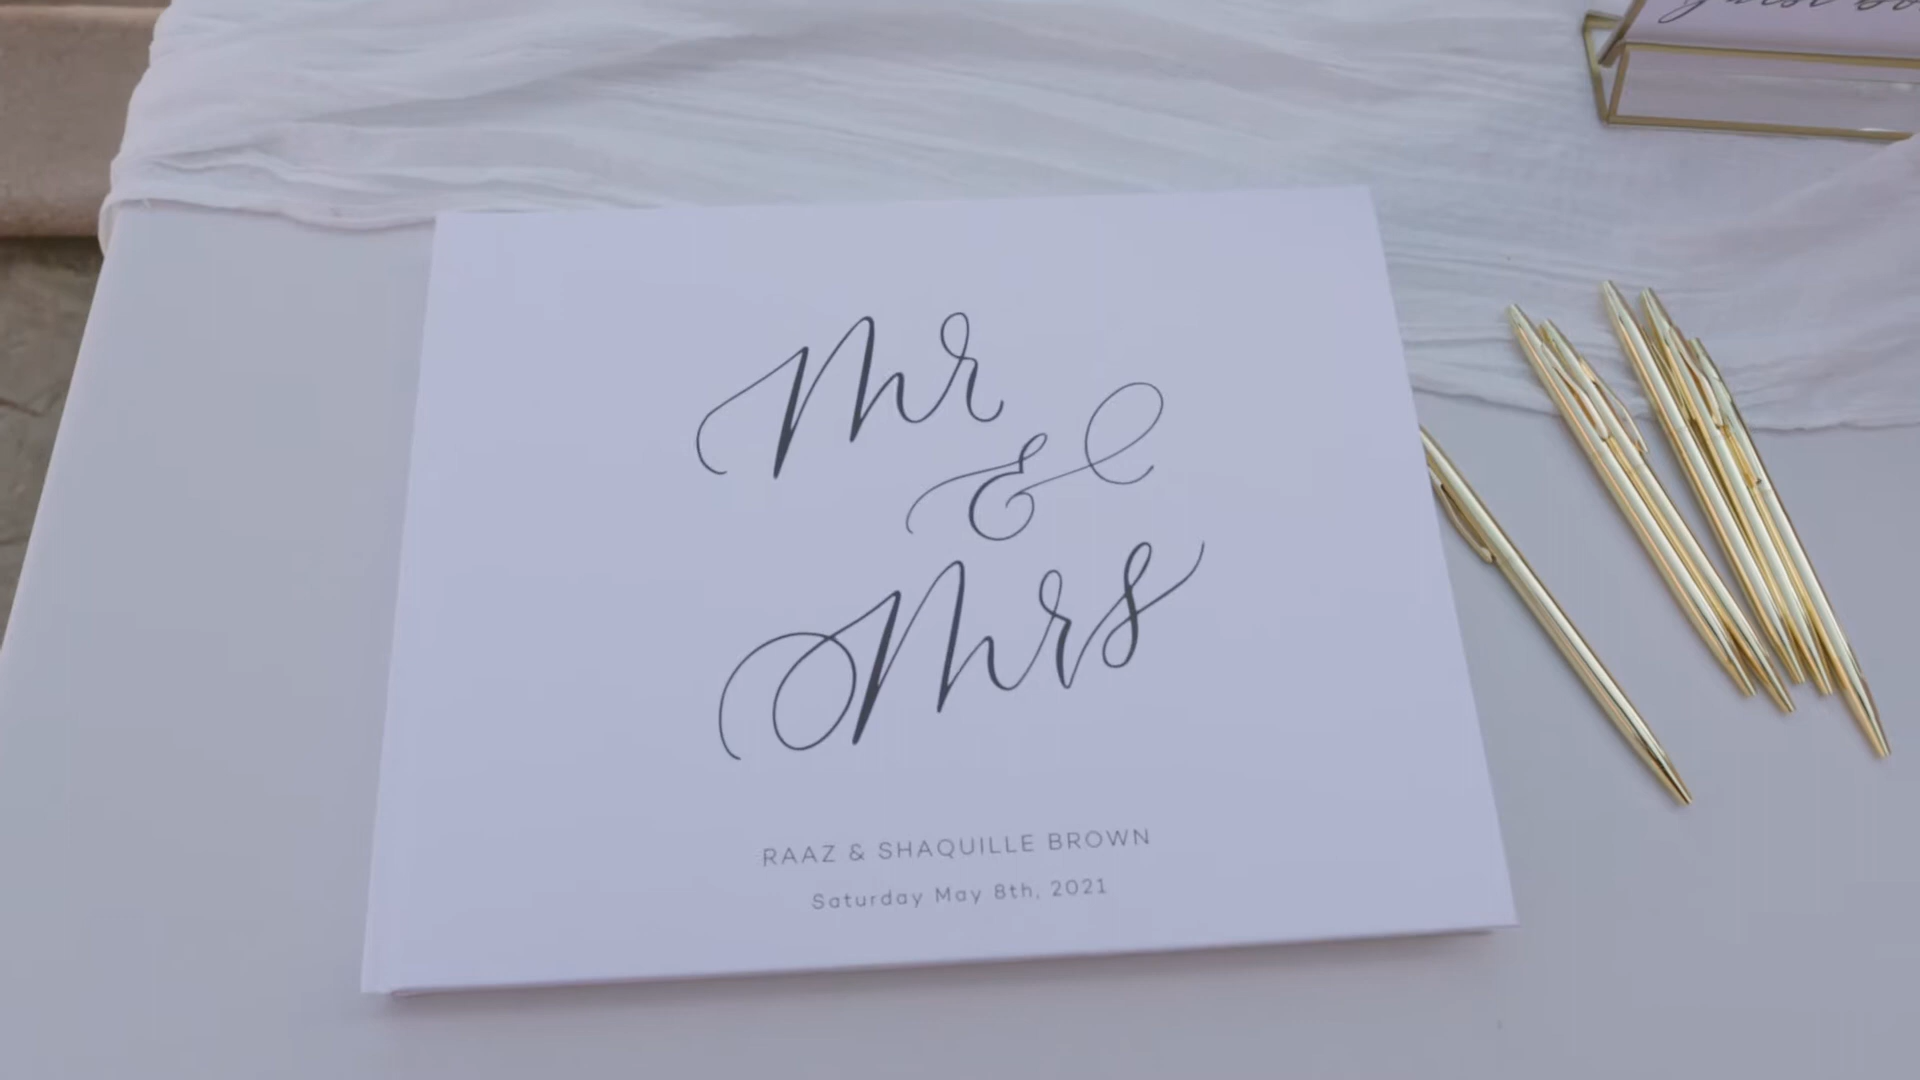 Mr
&
Mrs
RAAZ & SHAQUILLE BROWN
Saturday May 8th, 2021